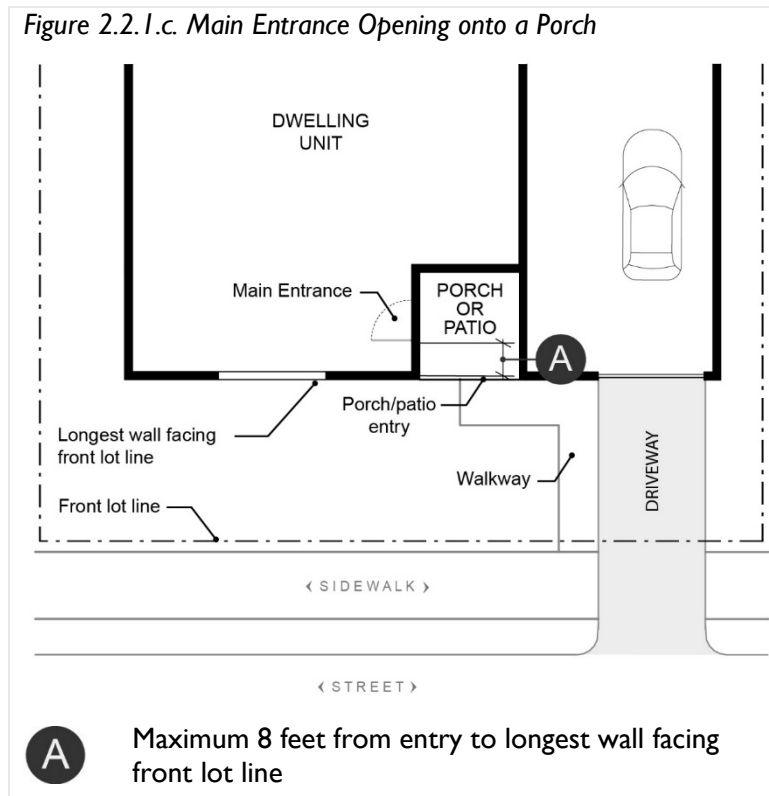 Figure 2.2.1.c. Main Entrance Opening onto a Porch
DWELLING
UNIT
Main Entrance
PORCH
OR
PATIO
A
Porch/patio
entry
Longest wall facing
front lot line
Walkway
DRIVEWAY
Front lot line
‹ SIDEWALK ›
‹ STREET ›
A
Maximum 8 feet from entry to longest wall facing
front lot line